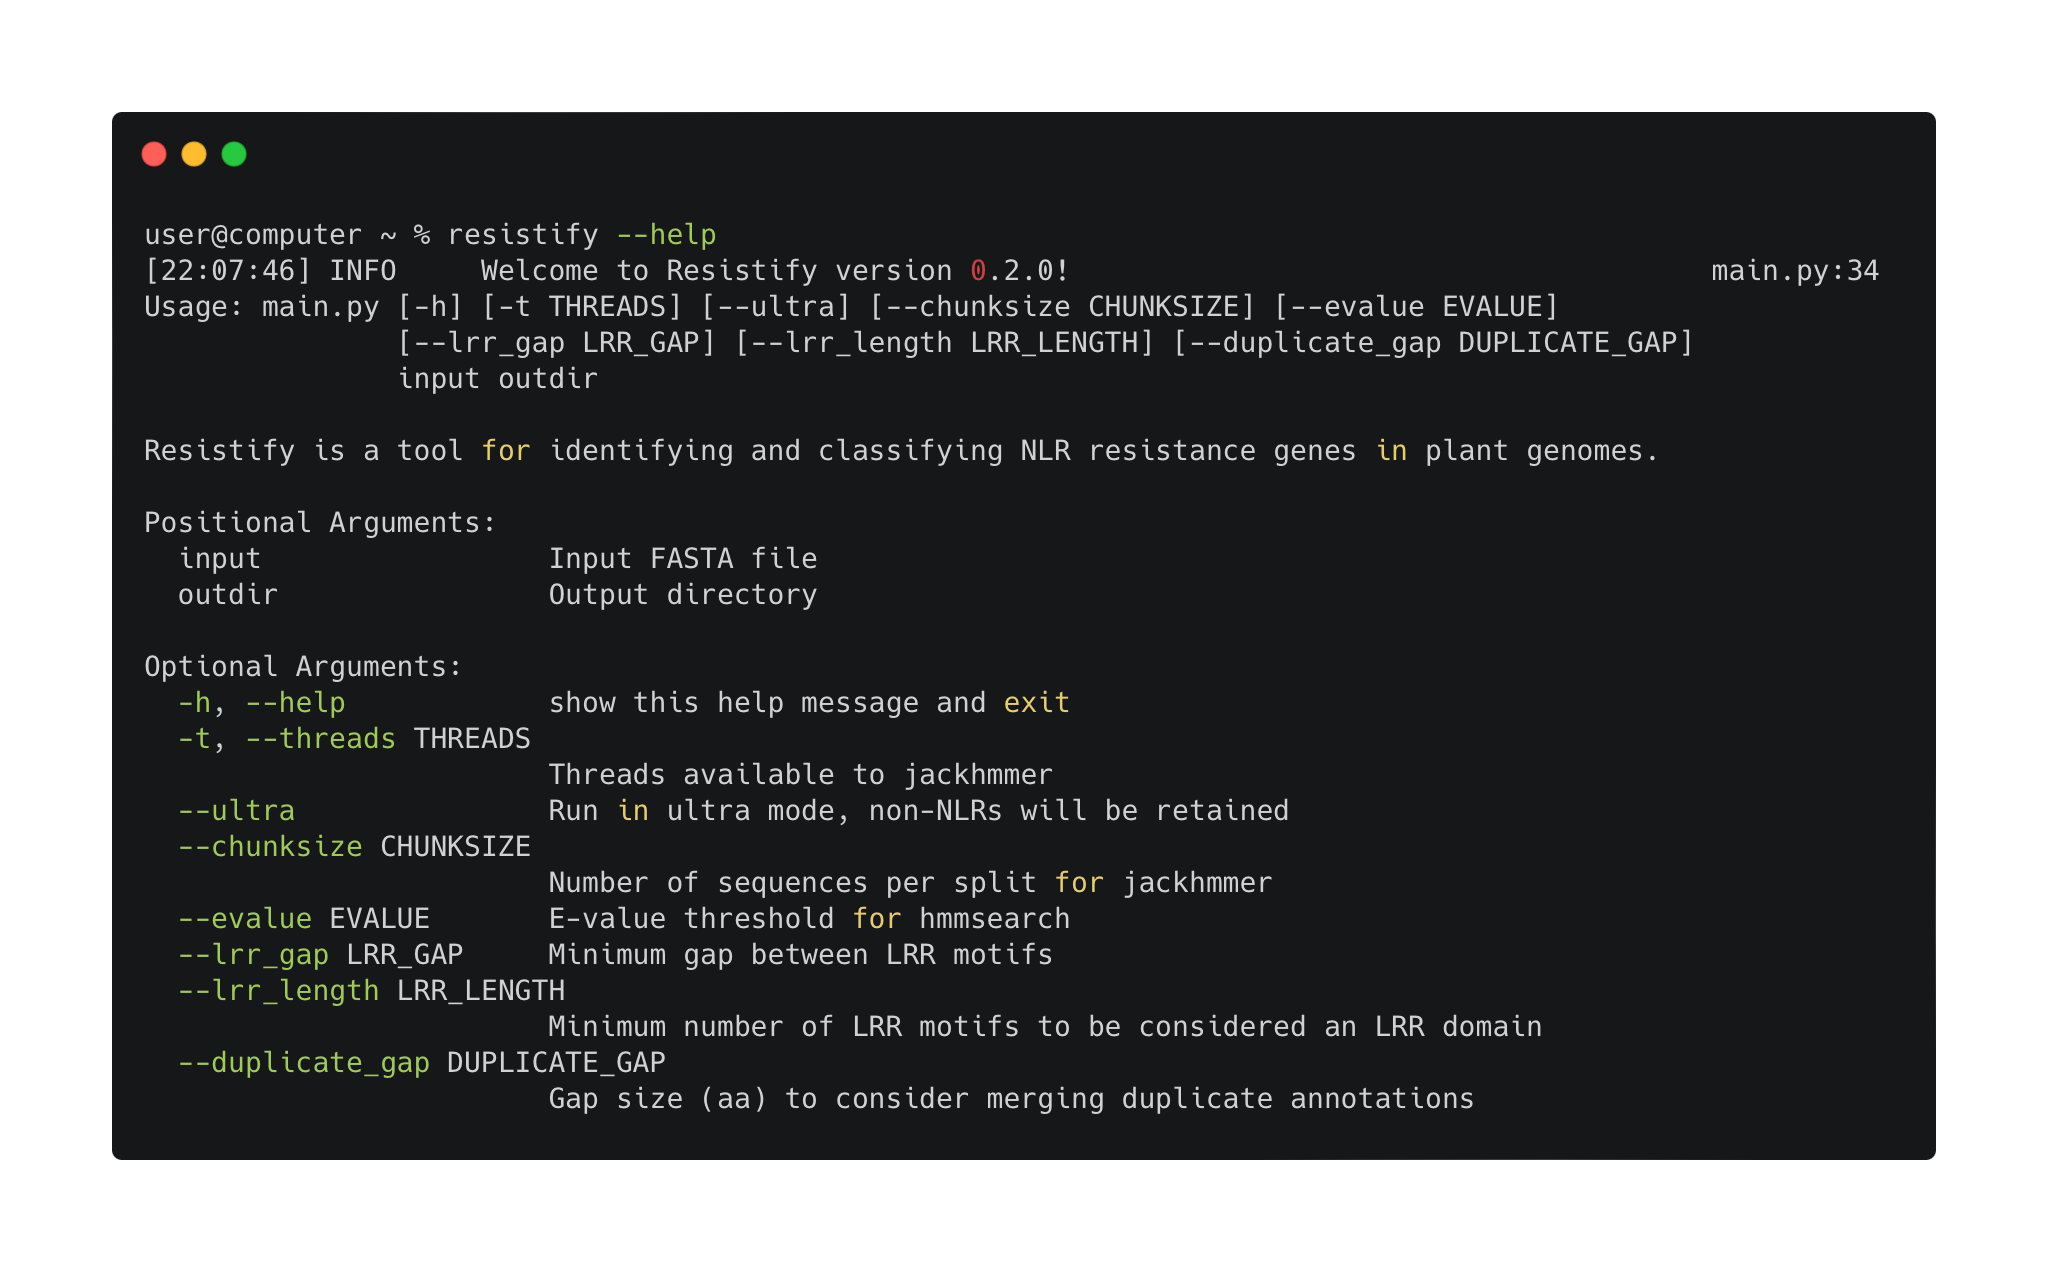 user@computer ~ % resistify --help
[22:07:46] INFO     Welcome to Resistify version 0.2.0!                                      main.py:34
Usage: main.py [-h] [-t THREADS] [--ultra] [--chunksize CHUNKSIZE] [--evalue EVALUE]
               [--lrr_gap LRR_GAP] [--lrr_length LRR_LENGTH] [--duplicate_gap DUPLICATE_GAP]
               input outdir

Resistify is a tool for identifying and classifying NLR resistance genes in plant genomes.

Positional Arguments:
  input                 Input FASTA file
  outdir                Output directory

Optional Arguments:
  -h, --help            show this help message and exit
  -t, --threads THREADS
                        Threads available to jackhmmer
  --ultra               Run in ultra mode, non-NLRs will be retained
  --chunksize CHUNKSIZE
                        Number of sequences per split for jackhmmer
  --evalue EVALUE       E-value threshold for hmmsearch
  --lrr_gap LRR_GAP     Minimum gap between LRR motifs
  --lrr_length LRR_LENGTH
                        Minimum number of LRR motifs to be considered an LRR domain
  --duplicate_gap DUPLICATE_GAP
                        Gap size (aa) to consider merging duplicate annotations